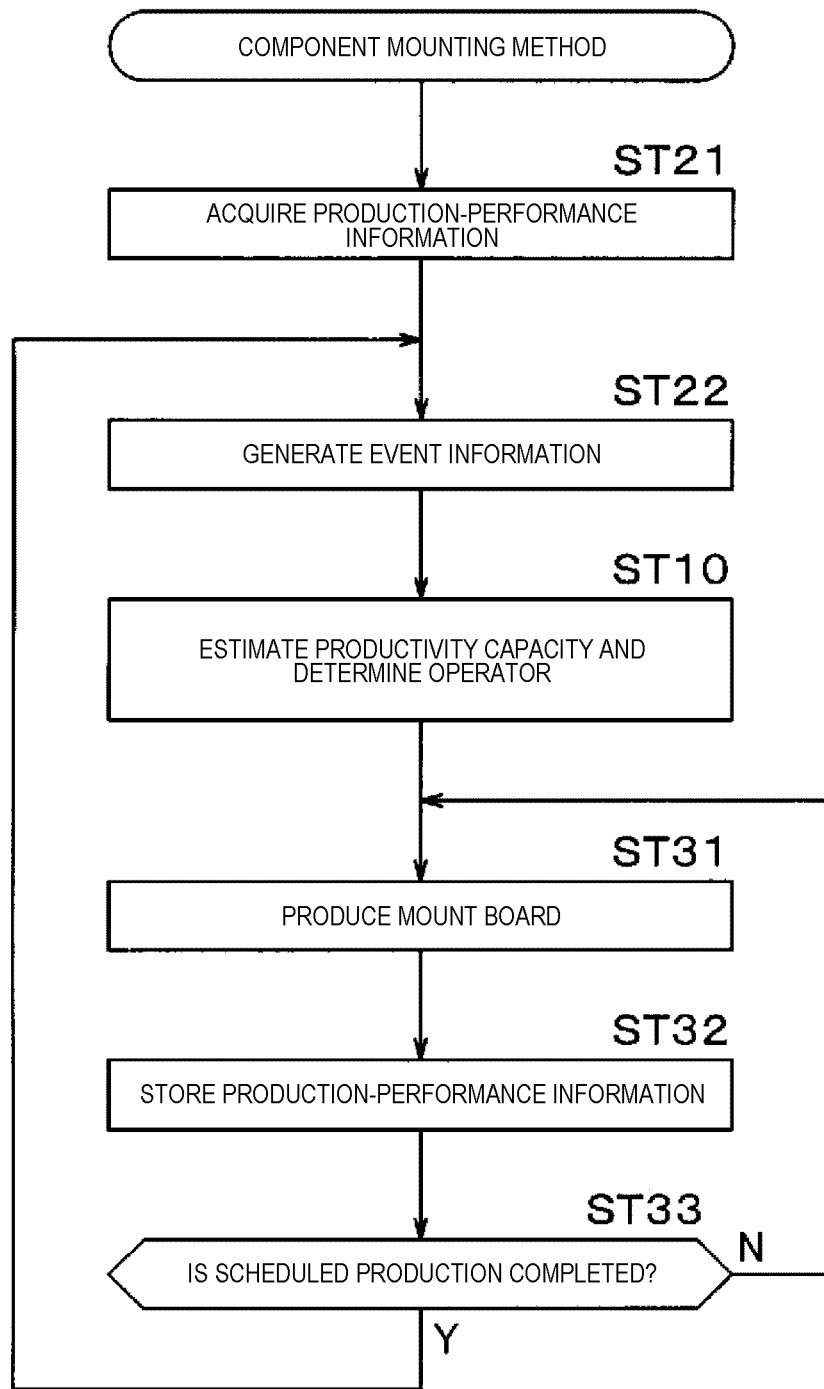 COMPONENT MOUNTING METHOD
ST21
ACQUIRE PRODUCTION-PERFORMANCE
INFORMATION
ST22
GENERATE EVENT INFORMATION
ST10
ESTIMATE PRODUCTIVITY CAPACITY AND
DETERMINE OPERATOR
ST31
PRODUCE MOUNT BOARD
ST32
STORE PRODUCTION-PERFORMANCE INFORMATION
ST33
IS SCHEDULED PRODUCTION COMPLETED?
N
Y